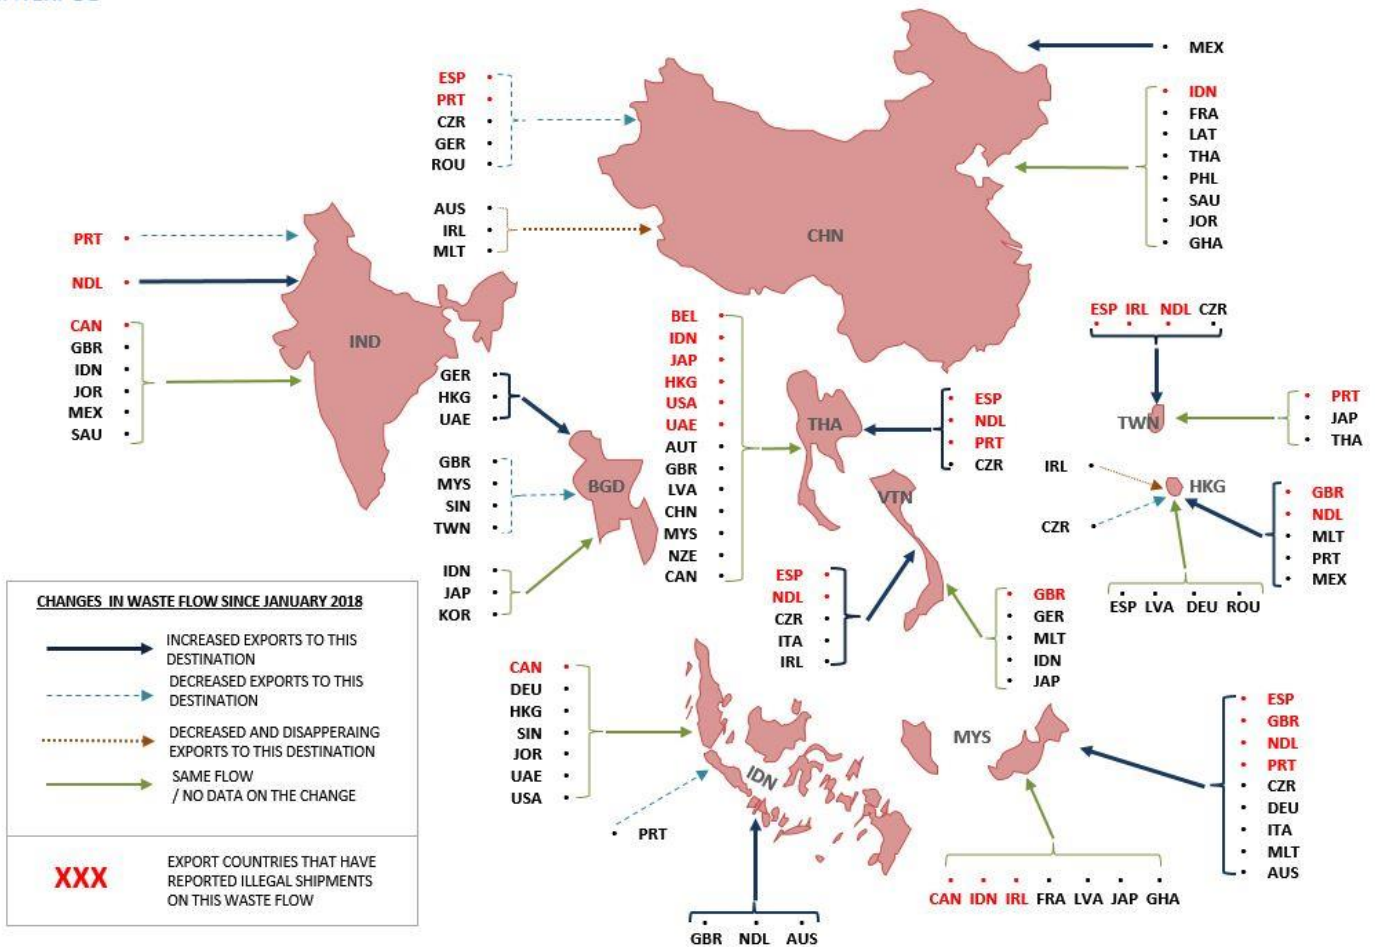 MEX
ESP
PRT
CZR
GER
ROU
IDN
FRA
LAT
THA
PHL
SAU
JOR
GHA
AUS
IRL
MLT
CHN
PRT
NDL
CAN
GBR
IDN
JOR
MEX
SAU
IND
GER
HKG
UAE
GBR
MYS
SIN
TWN
IDN
JAP
KOR
BGD
BEL
IDN
JAP
HKG
USA
UAE
AUT
GBR
LVA
CHN
MYS
NZE
CAN
THA
ESP
NDL
PRT
CZR
ESP IRL NDL CZR
TWN
PRT
JAP
THA
IRL
CZR
HKG
GBR
NDL
MLT
PRT
MEX
ESP LVA DEU ROU
VTN
ESP
NDL
CZR
ITA
IRL
GBR
GER
MLT
IDN
JAP
CAN
DEU
HKG
SIN
JOR
UAE
USA
PRT
IDN
GBR NDL AUS
MYS
ESP
GBR
NDL
PRT
CZR
DEU
ITA
MLT
AUS
CAN IDN IRL FRA LVA JAP GHA
CHANGES IN WASTE FLOW SINCE JANUARY 2018
INCREASED EXPORTS TO THIS
DESTINATION
DECREASED EXPORTS TO THIS
DESTINATION
DECREASED AND DISAPPERAING
EXPORTS TO THIS DESTINATION
SAME FLOW
/ NO DATA ON THE CHANGE
XXX
EXPORT COUNTRIES THAT HAVE
REPORTED ILLEGAL SHIPMENTS
ON THIS WASTE FLOW